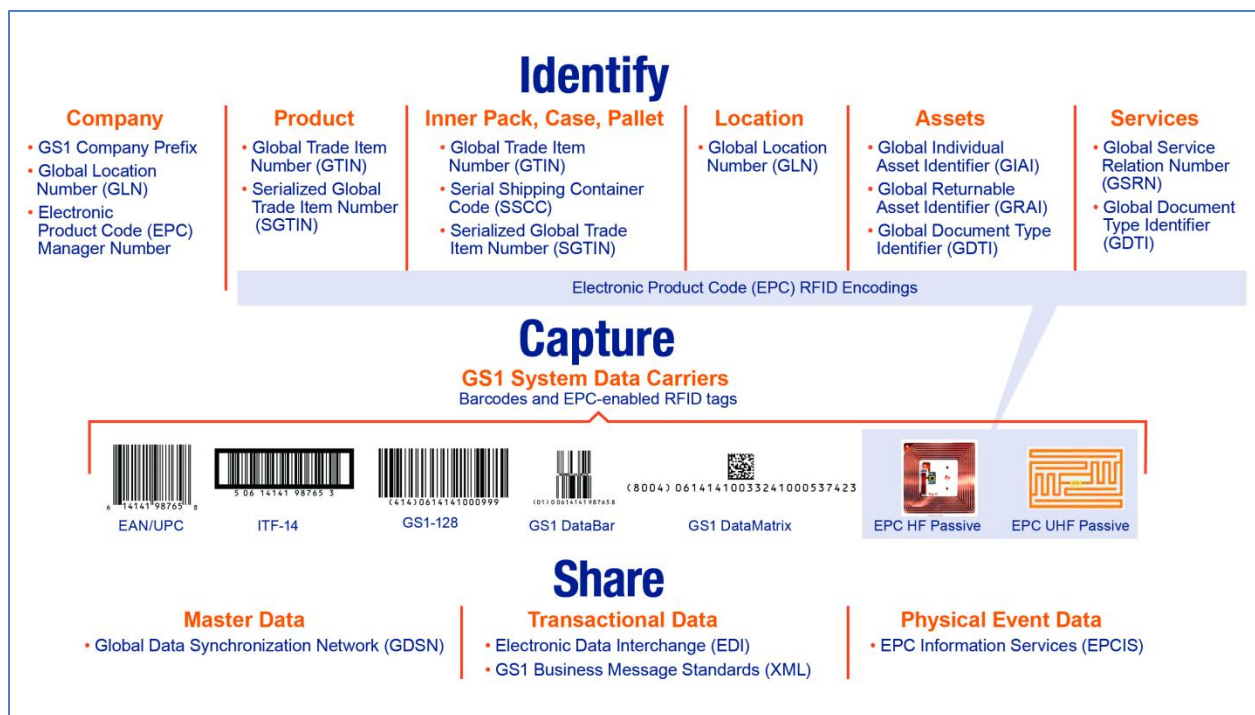 Identify
Company
• GS1 Company Prefix
• Global Location
Number (GLN)
• Electronic
Product Code (EPC)
Manager Number
Product
• Global Trade Item
Number (GTIN)
• Serialized Global
Trade Item Number
(SGTIN)
Inner Pack, Case, Pallet
• Global Trade Item
Number (GTIN)
• Serial Shipping Container
Code (SSCC)
• Serialized Global Trade
Item Number (SGTIN)
Location
• Global Location
Number (GLN)
Assets
• Global Individual
Asset Identifier (GIAI)
• Global Returnable
Asset Identifier (GRAI)
• Global Document Type
Identifier (GDTI)
Services
• Global Service
Relation Number
(GSRN)
• Global Document
Type Identifier
(GDTI)
Electronic Product Code (EPC) RFID Encodings
Capture
GS1 System Data Carriers
Barcodes and EPC-enabled RFID tags
6 14141 98765 8
EAN/UPC
5 06 14141 98765 3
ITF-14
(414)0614141000999
GS1-128
(01)00614141987658
GS1 DataBar
(8004)06141410033241000537423
GS1 DataMatrix
EPC HF Passive
EPC UHF Passive
Share
Master Data
• Global Data Synchronization Network (GDSN)
Transactional Data
• Electronic Data Interchange (EDI)
• GS1 Business Message Standards (XML)
Physical Event Data
• EPC Information Services (EPCIS)